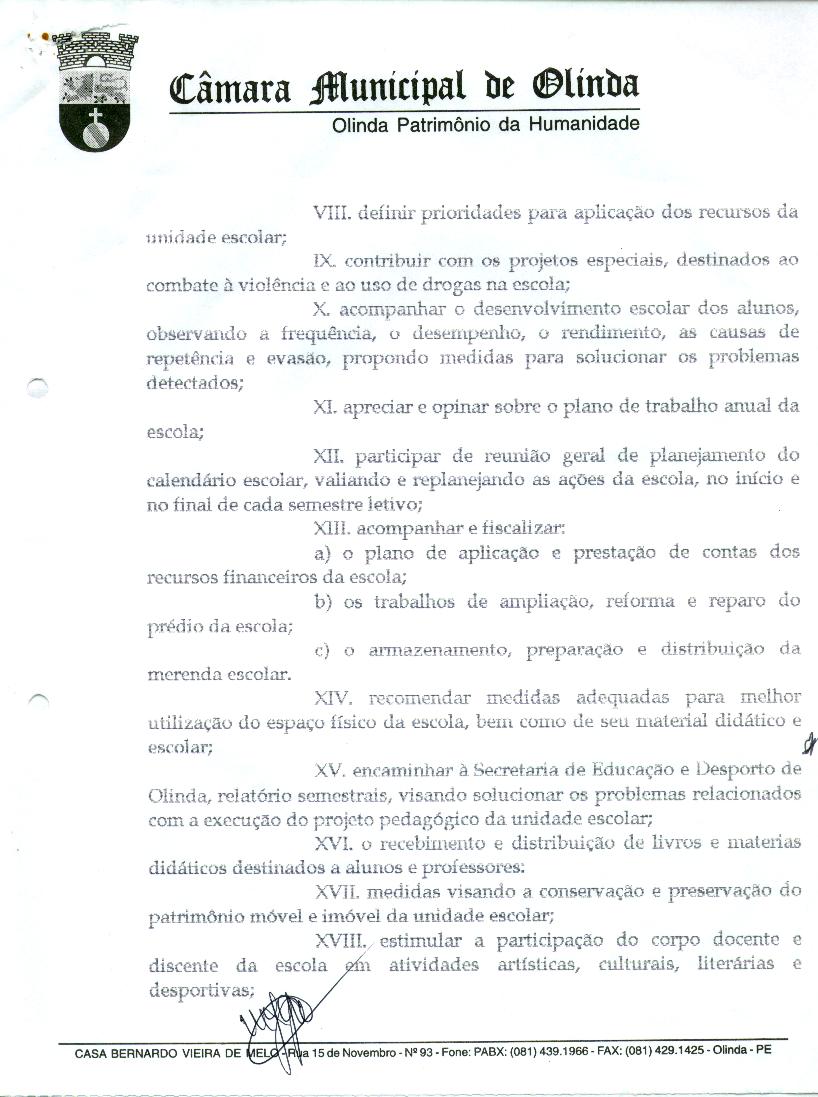 Câmara Municipal de Olinda
Olinda Patrimônio da Humanidade
VIII. definir prioridades para aplicação dos recursos da
unidade escolar;
IX. contribuir com os projetos especiais, destinados ao
combate à violência e ao uso de drogas na escola;
X. acompanhar o desenvolvimento escolar dos alunos,
observando a frequência, o desempenho, o rendimento, as causas de
repetência e evasão, propondo medidas para solucionar os problemas
detectados;
XI. apreciar e opinar sobre o plano de trabalho anual da
escola;
XII. participar de reunião geral de planejamento do
calendário escolar, valiando e replanejando as ações da escola, no início e
no final de cada semestre letivo;
XIII. acompanhar e fiscalizar:
a) o plano de aplicação e prestação de contas dos
recursos financeiros da escola;
b) os trabalhos de ampliação, reforma e reparo do
prédio da escola;
c) o armazenamento, preparação e distribuição da
merenda escolar.
XIV. recomendar medidas adequadas para melhor
utilização do espaço físico da escola, bem como de seu material didático e
escolar;
XV. encaminhar à Secretaria de Educação e Desporto de
Olinda, relatório semestrais, visando solucionar os problemas relacionados
com a execução do projeto pedagógico da unidade escolar;
XVI. o recebimento e distribuição de livros e materias
didáticos destinados a alunos e professores:
XVII. medidas visando a conservação e preservação do
patrimônio móvel e imóvel da unidade escolar;
XVIII. estimular a participação do corpo docente e
discente da escola em atividades artísticas, culturais, literárias e
desportivas;
CASA BERNARDO VIEIRA DE MELO - Rua 15 de Novembro - Nº 93 - Fone: PABX: (081) 439.1966 - FAX: (081) 429.1425 - Olinda - PE